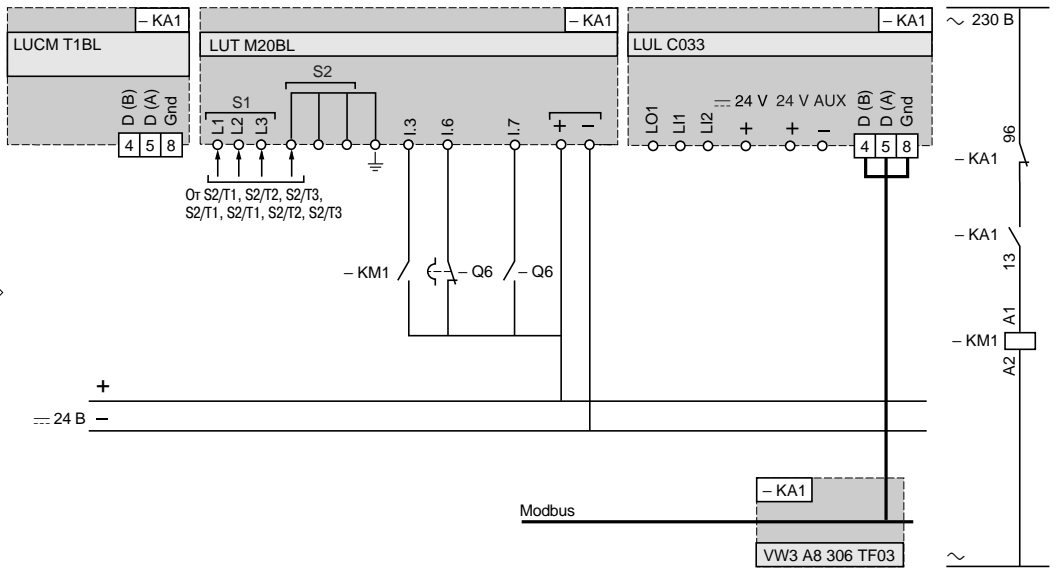 – KA1
LUCM T1BL
D (B)
D (A)
Gnd
4 5 8
– KA1
LUT M20BL
S2
S1
L1
L2
L3
I.3
I.6
I.7
+
–
От S2/T1, S2/T2, S2/T3,
S2/T1, S2/T1, S2/T2, S2/T3
– KM1
– Q6
– Q6
– KA1
LUL C033
24 V 24 V AUX
LO1
LI1
LI2
+
+
–
D (B)
D (A)
Gnd
4 5 8
~ 230 В
96
– KA1
– KA1
13
A1
– KM1
A2
~
+
24 В –
Modbus
– KA1
VW3 A8 306 TF03